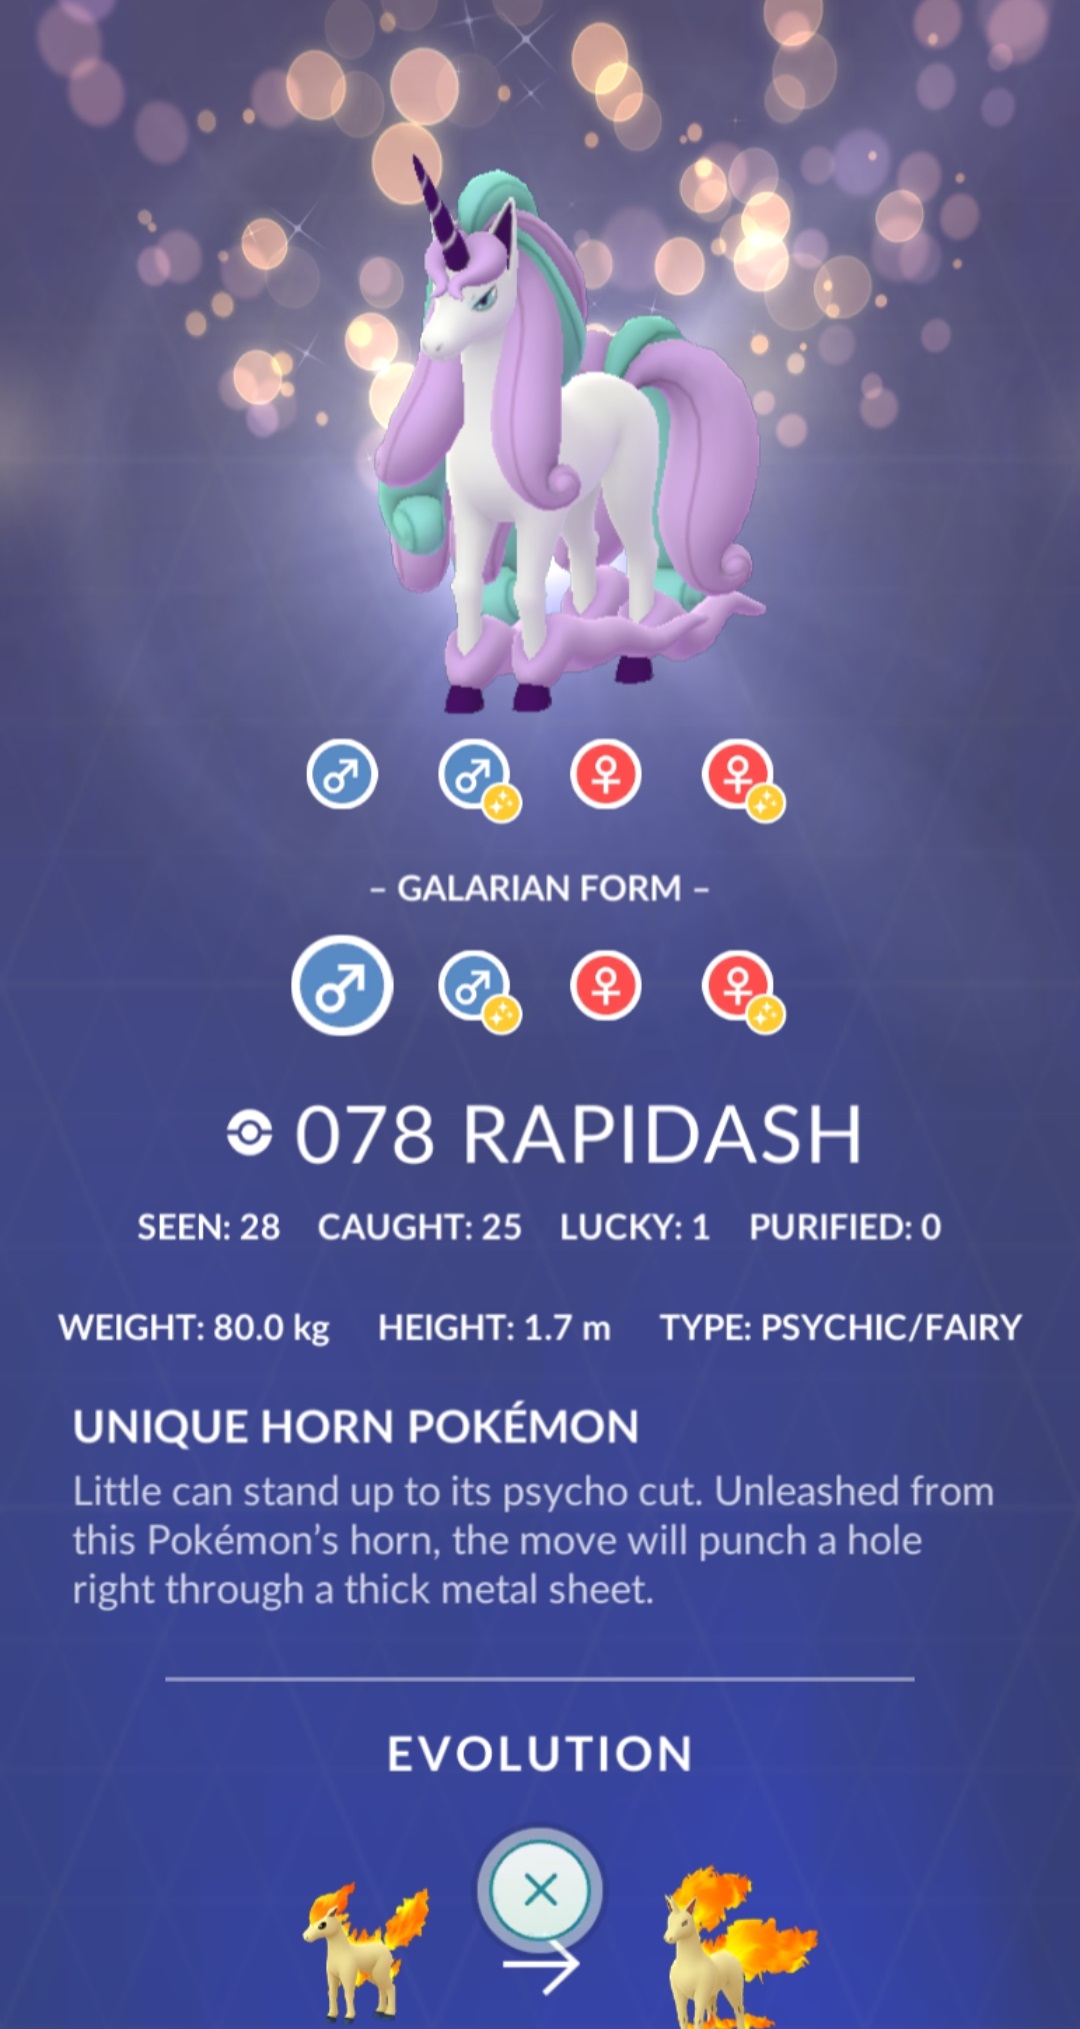 – GALARIAN FORM –
078 RAPIDASH
SEEN: 28 CAUGHT: 25 LUCKY: 1 PURIFIED: 0
WEIGHT: 80.0 kg HEIGHT: 1.7 m TYPE: PSYCHIC/FAIRY
UNIQUE HORN POKÉMON
Little can stand up to its psycho cut. Unleashed from
this Pokémon’s horn, the move will punch a hole
right through a thick metal sheet.
EVOLUTION